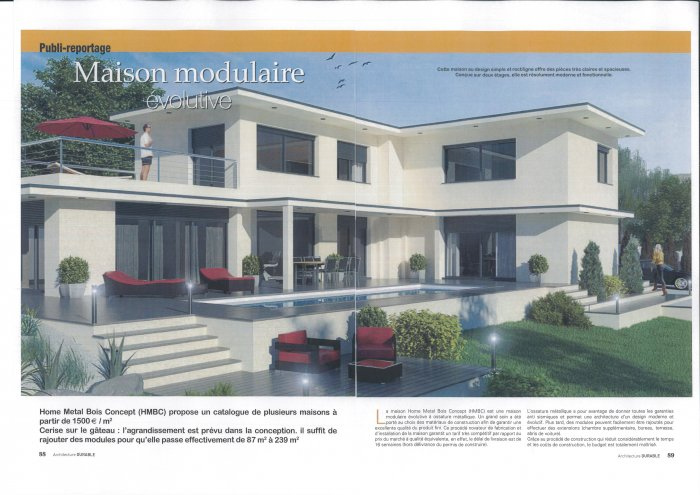 Publi-reportage
Maison modulaire
évolutive
Cette maison au design simple et rectiligne offre des pièces très claires et spacieuses.
Conçue sur deux étages, elle est résolument moderne et fonctionnelle.
Home Metal Bois Concept (HMBC) propose un catalogue de plusieurs maisons à
partir de 1500 € / m²
Cerise sur le gâteau : l'agrandissement est prévu dans la conception. il suffit de
rajouter des modules pour qu'elle passe effectivement de 87 m² à 239 m²
La maison Home Metal Bois Concept (HMBC) est une maison
modulaire évolutive à ossature métallique. Un grand soin a été
porté au choix des matériaux de construction afin de garantir une
excellente qualité du produit fini. Ce procédé novateur de fabrication et
d'installation de la maison garantit un tarif très compétitif par rapport au
prix du marché à qualité équivalente. en effet, le délai de livraison est de
16 semaines hors délivrance du permis de construire.
L'ossature métallique a pour avantage de donner toutes les garanties
anti sismiques et permet une architecture d'un design moderne et
évolutif. Plus tard, des modules peuvent facilement être rajoutés pour
effectuer des extensions (chambre supplémentaire, bureau, terrasse,
abris de voiture).
Grâce au procédé de construction qui réduit considérablement le temps
et les coûts de construction, le budget est totalement maîtrisé.
58 Architecture DURABLE
Architecture DURABLE 59